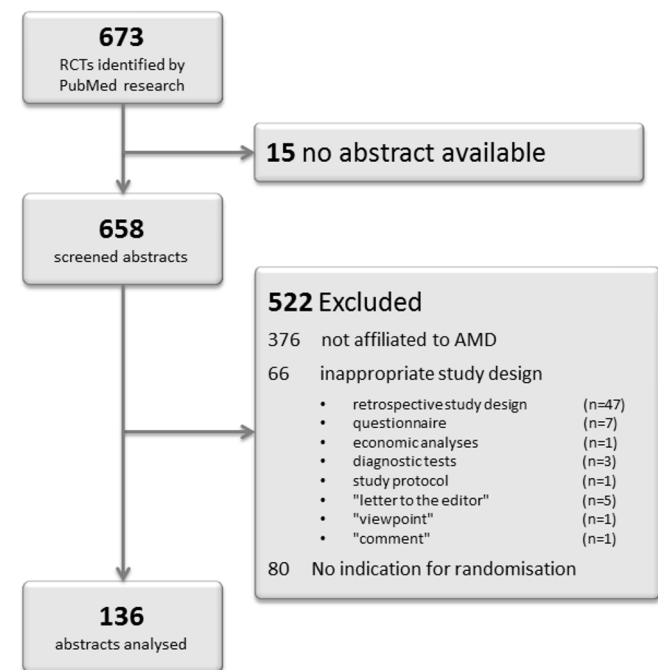 673
RCTs identified by
PubMed research
15 no abstract available
658
screened abstracts
522 Excluded
376 not affiliated to AMD
66 inappropriate study design
• retrospective study design (n=47)
• questionnaire (n=7)
• economic analyses (n=1)
• diagnostic tests (n=3)
• study protocol (n=1)
• "letter to the editor" (n=5)
• "viewpoint" (n=1)
• "comment" (n=1)
80 No indication for randomisation
136
abstracts analysed